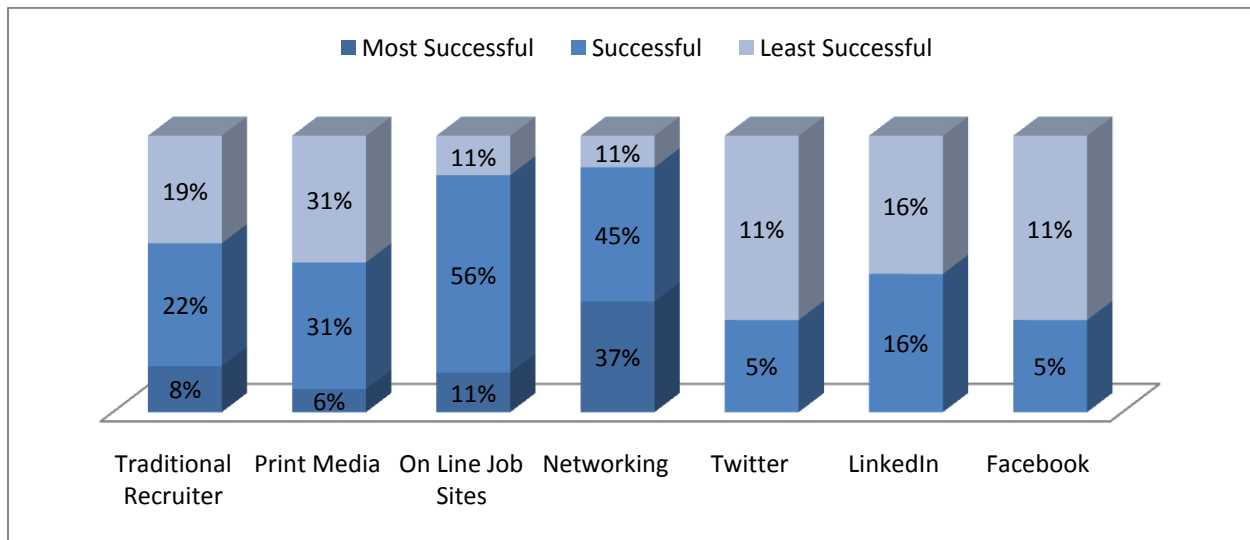 Most Successful Successful Least Successful
19% 31% 11% 11% 11% 16% 11%
22% 31% 56% 45% 5% 16% 5%
8% 6% 11% 37%
Traditional Print Media On Line Job Networking Twitter LinkedIn Facebook
Recruiter Sites